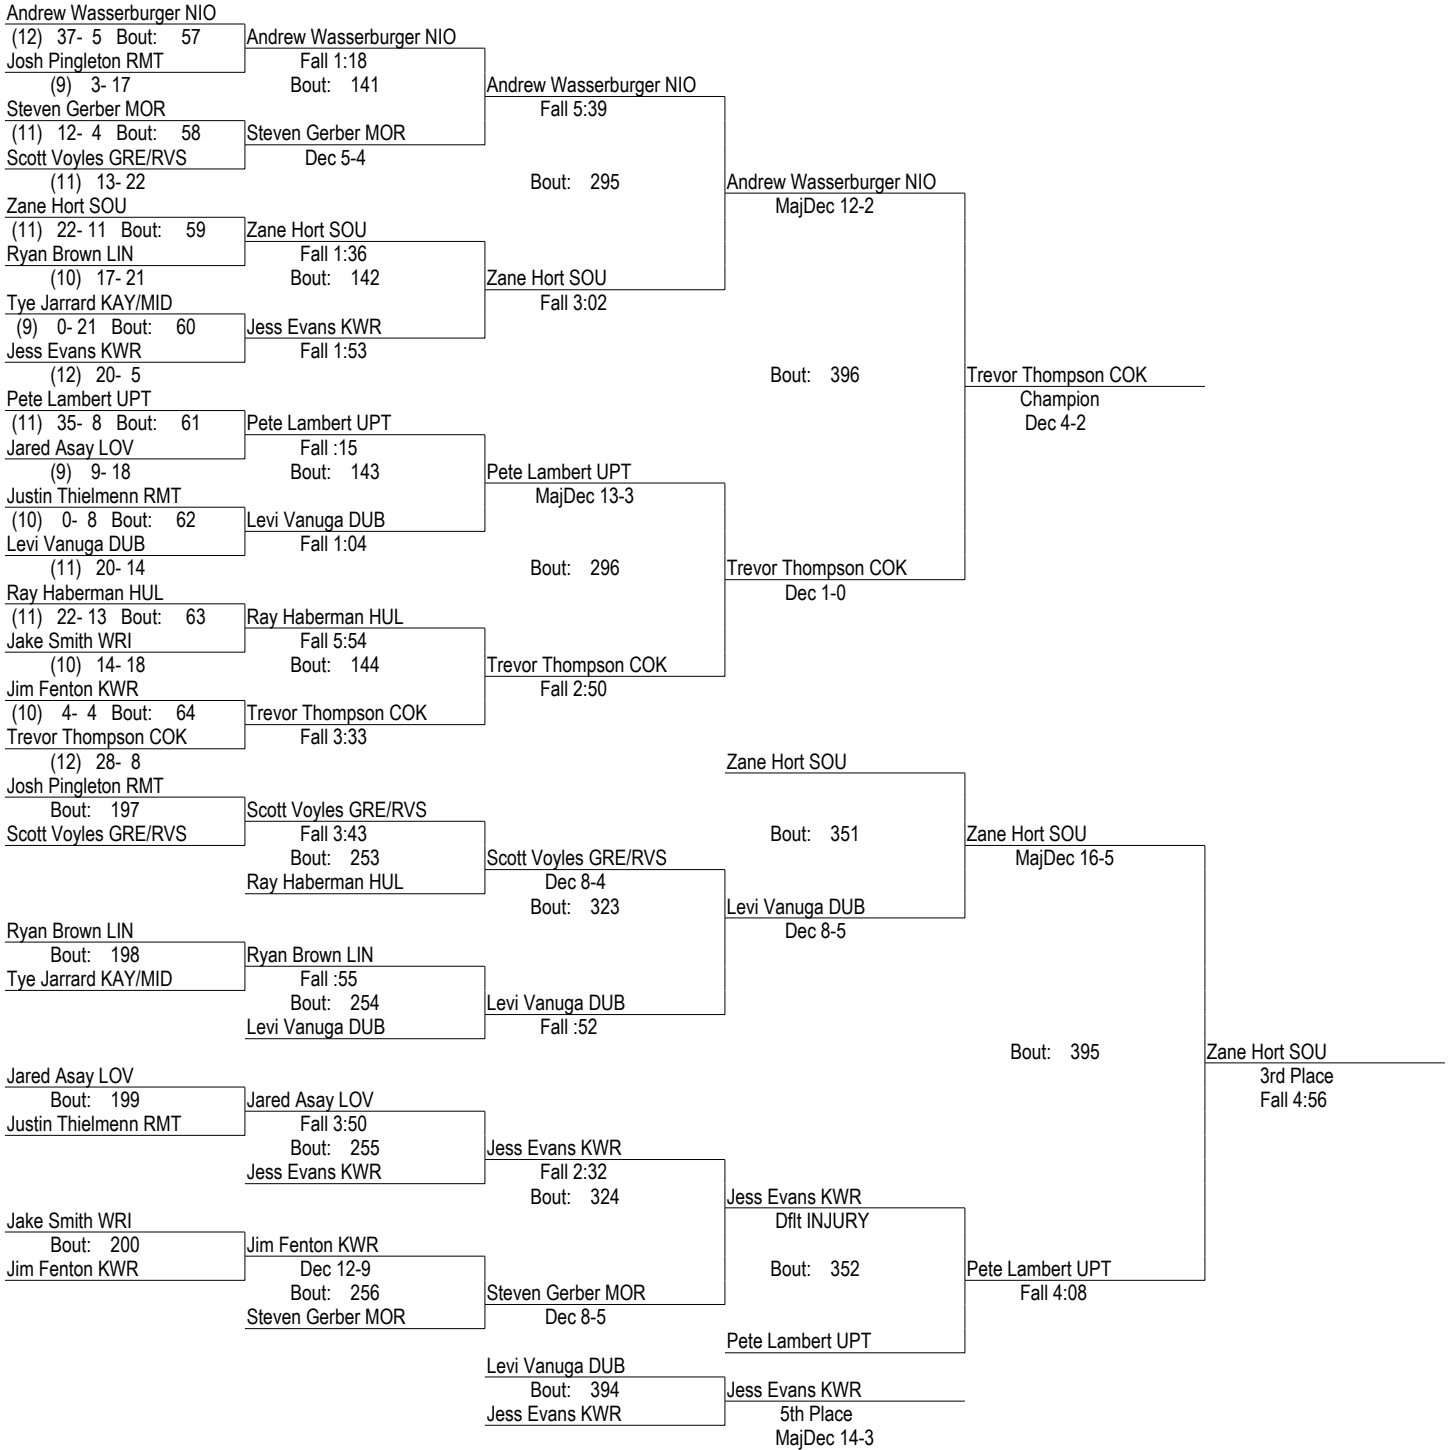 Andrew Wasserburger NIO
(12) 37- 5 Bout: 57 Andrew Wasserburger NIO
Josh Pingleton RMT Fall 1:18
(9) 3- 17 Bout: 141 Andrew Wasserburger NIO
Steven Gerber MOR Fall 5:39
(11) 12- 4 Bout: 58 Steven Gerber MOR
Scott Voyles GRE/RVS Dec 5-4
(11) 13- 22 Bout: 295 Andrew Wasserburger NIO
Zane Hort SOU MajDec 12-2
(11) 22- 11 Bout: 59 Zane Hort SOU
Ryan Brown LIN Fall 1:36
(10) 17- 21 Bout: 142 Zane Hort SOU
Tye Jarrard KAY/MID Fall 3:02
(9) 0- 21 Bout: 60 Jess Evans KWR
Jess Evans KWR Fall 1:53
(12) 20- 5 Bout: 396 Trevor Thompson COK
Pete Lambert UPT Champion
(11) 35- 8 Bout: 61 Pete Lambert UPT Dec 4-2
Jared Asay LOV Fall :15
(9) 9- 18 Bout: 143 Pete Lambert UPT
Justin Thielmenn RMT MajDec 13-3
(10) 0- 8 Bout: 62 Levi Vanuga DUB
Levi Vanuga DUB Fall 1:04
(11) 20- 14 Bout: 296 Trevor Thompson COK
Ray Haberman HUL Dec 1-0
(11) 22- 13 Bout: 63 Ray Haberman HUL
Jake Smith WRI Fall 5:54
(10) 14- 18 Bout: 144 Trevor Thompson COK
Jim Fenton KWR Fall 2:50
(10) 4- 4 Bout: 64 Trevor Thompson COK
Trevor Thompson COK Fall 3:33
(12) 28- 8 Zane Hort SOU
Josh Pingleton RMT
Bout: 197 Scott Voyles GRE/RVS
Scott Voyles GRE/RVS Fall 3:43 Bout: 351 Zane Hort SOU
Bout: 253 Scott Voyles GRE/RVS MajDec 16-5
Ray Haberman HUL Dec 8-4
Bout: 323 Levi Vanuga DUB
Ryan Brown LIN Dec 8-5
Bout: 198 Ryan Brown LIN
Tye Jarrard KAY/MID Fall :55
Bout: 254 Levi Vanuga DUB
Levi Vanuga DUB Fall :52
Bout: 395 Zane Hort SOU
Jared Asay LOV 3rd Place
Bout: 199 Jared Asay LOV Fall 4:56
Justin Thielmenn RMT Fall 3:50
Bout: 255 Jess Evans KWR
Jess Evans KWR Fall 2:32
Bout: 324 Jess Evans KWR
Jake Smith WRI Dflt INJURY
Bout: 200 Jim Fenton KWR
Jim Fenton KWR Dec 12-9 Bout: 352 Pete Lambert UPT
Bout: 256 Steven Gerber MOR Fall 4:08
Steven Gerber MOR Dec 8-5
Pete Lambert UPT
Levi Vanuga DUB
Bout: 394 Jess Evans KWR
Jess Evans KWR 5th Place
MajDec 14-3